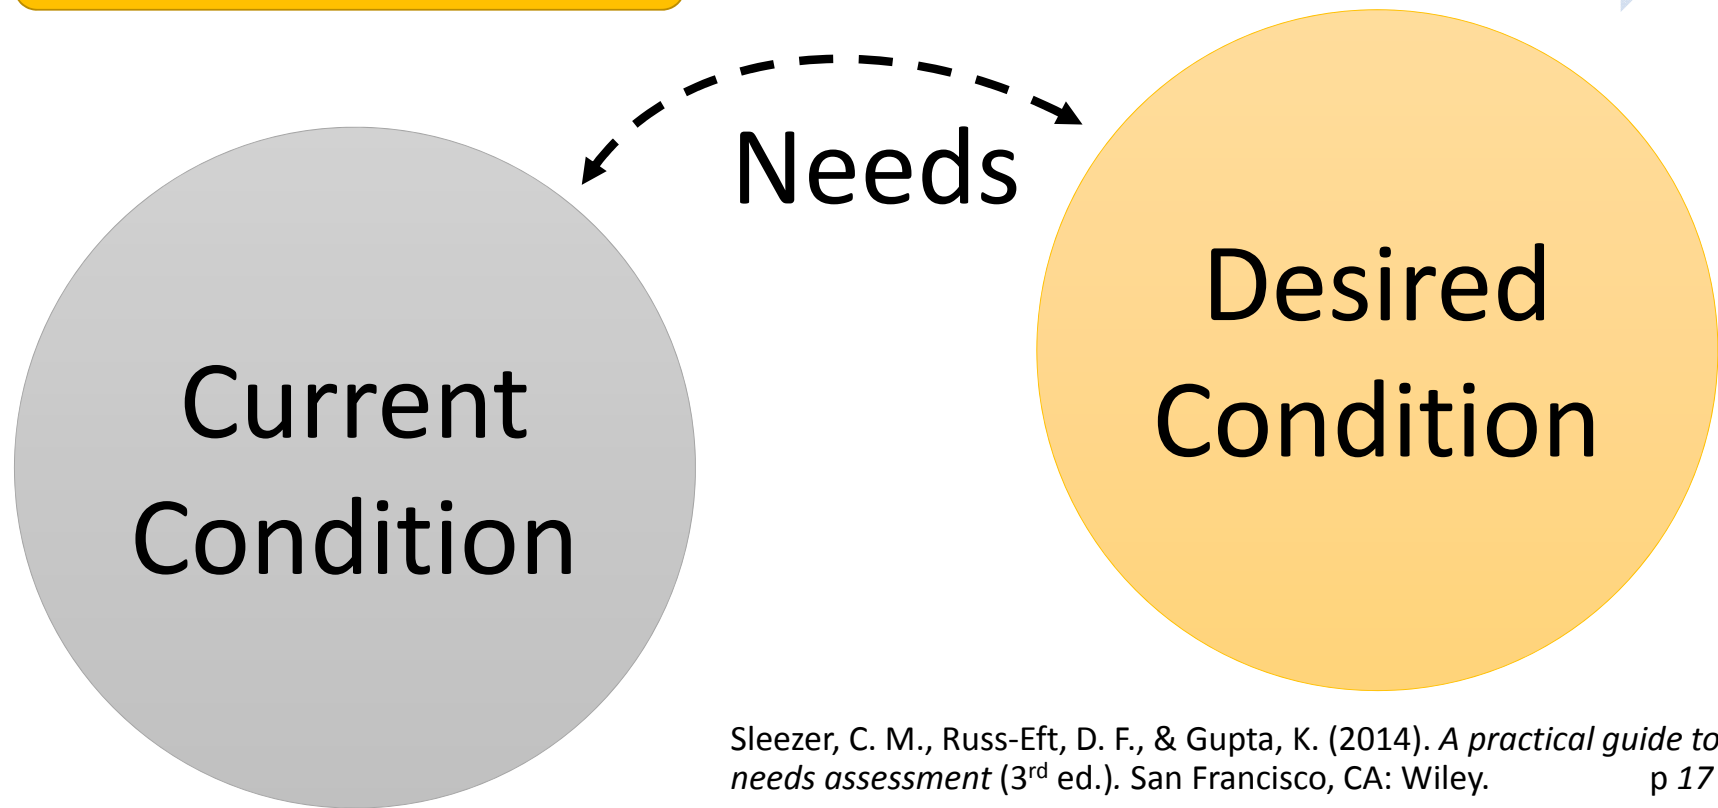 Needs
Current
Condition
Desired
Condition
Sleezer, C. M., Russ-Eft, D. F., & Gupta, K. (2014). A practical guide to
needs assessment (3rd ed.). San Francisco, CA: Wiley. p 17